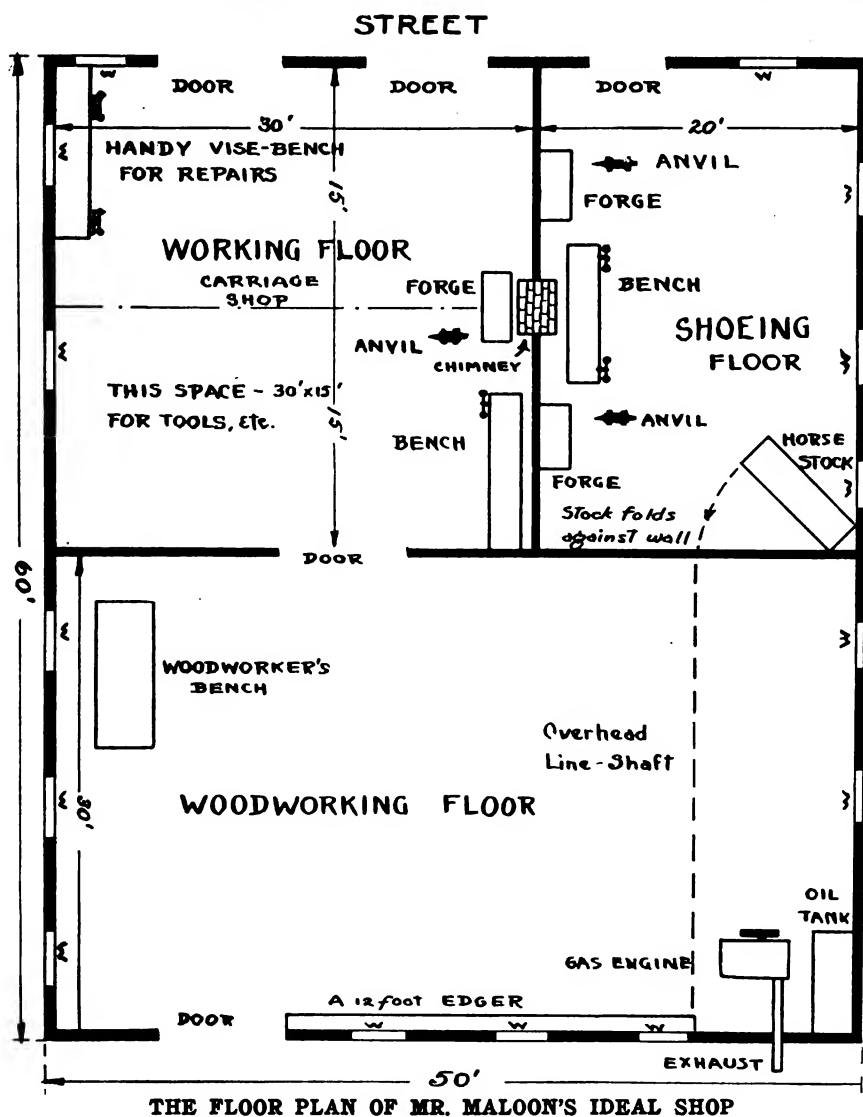 STREET
W
W
DOOR
DOOR
DOOR
30'
20'
HANDY VISE-BENCH
FOR REPAIRS
W
15'
ANVIL
W
FORGE
WORKING FLOOR
CARRIAGE
SHOP
FORGE
BENCH
ANVIL
CHIMNEY
SHOEING
FLOOR
W
W
THIS SPACE - 30'x15'
FOR TOOLS, Etc.
15'
BENCH
ANVIL
HORSE
STOCK
FORGE
W
Stock folds
against wall
DOOR
60'
W
W
WOODWORKER'S
BENCH
Overhead
Line-Shaft
30'
W
W
WOODWORKING FLOOR
OIL
TANK
W
GAS ENGINE
A 12 foot EDGER
DOOR
W
W
W
EXHAUST
50'
THE FLOOR PLAN OF MR. MALOON'S IDEAL SHOP